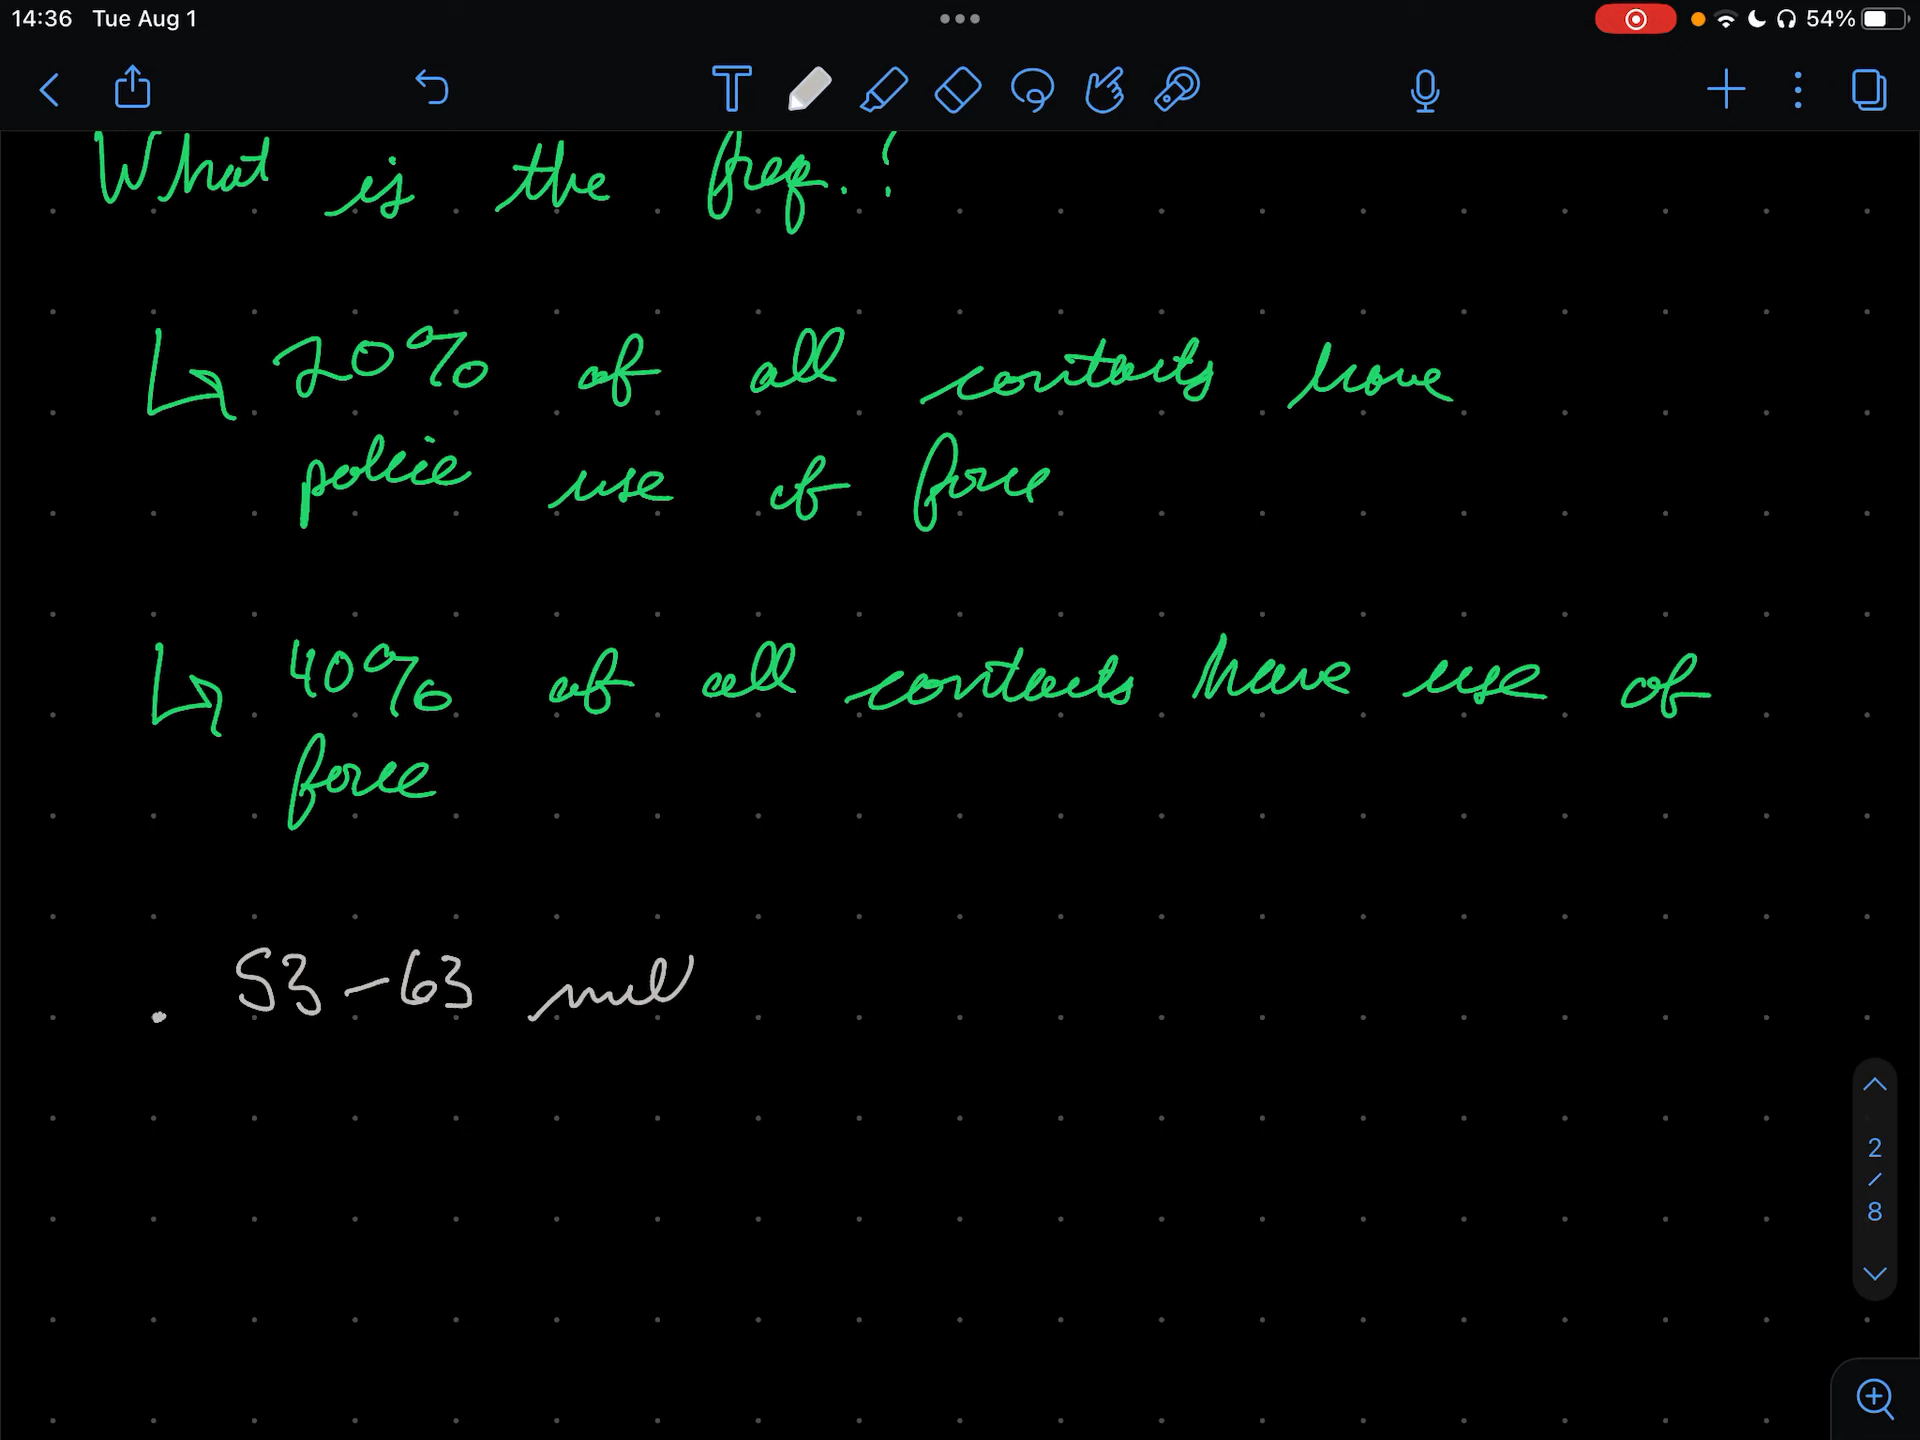 14:36 Tue Aug 1
54%
What is the freq.?
20% of all contacts have
police use of force
40% of all contacts have use of
force
53-63 mill
2
/
8